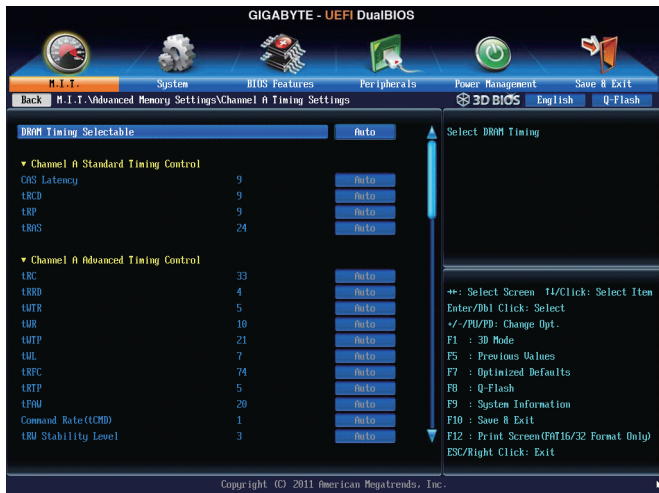 GIGABYTE - UEFI DualBIOS
M.I.T. System BIOS Features Peripherals Power Management Save & Exit
Back M.I.T.\Advanced Memory Settings\Channel A Timing Settings 3D BIOS English Q-Flash
DRAM Timing Selectable Auto
▼ Channel A Standard Timing Control
CAS Latency 9 Auto
tRCD 9 Auto
tRP 9 Auto
tRAS 24 Auto
▼ Channel A Advanced Timing Control
tRC 33 Auto
tRRD 4 Auto
tWTR 5 Auto
tWR 10 Auto
tWTP 21 Auto
tWL 7 Auto
tRFC 74 Auto
tRTP 5 Auto
tFAW 20 Auto
Command Rate(tCMD) 1 Auto
tRW Stability Level 3 Auto
Select DRAM Timing
→←: Select Screen ↑↓/Click: Select Item
Enter/Dbl Click: Select
+/-/PU/PD: Change Opt.
F1 : 3D Mode
F5 : Previous Values
F7 : Optimized Defaults
F8 : Q-Flash
F9 : System Information
F10 : Save & Exit
F12 : Print Screen(FAT16/32 Format Only)
ESC/Right Click: Exit
Copyright (C) 2011 American Megatrends, Inc.